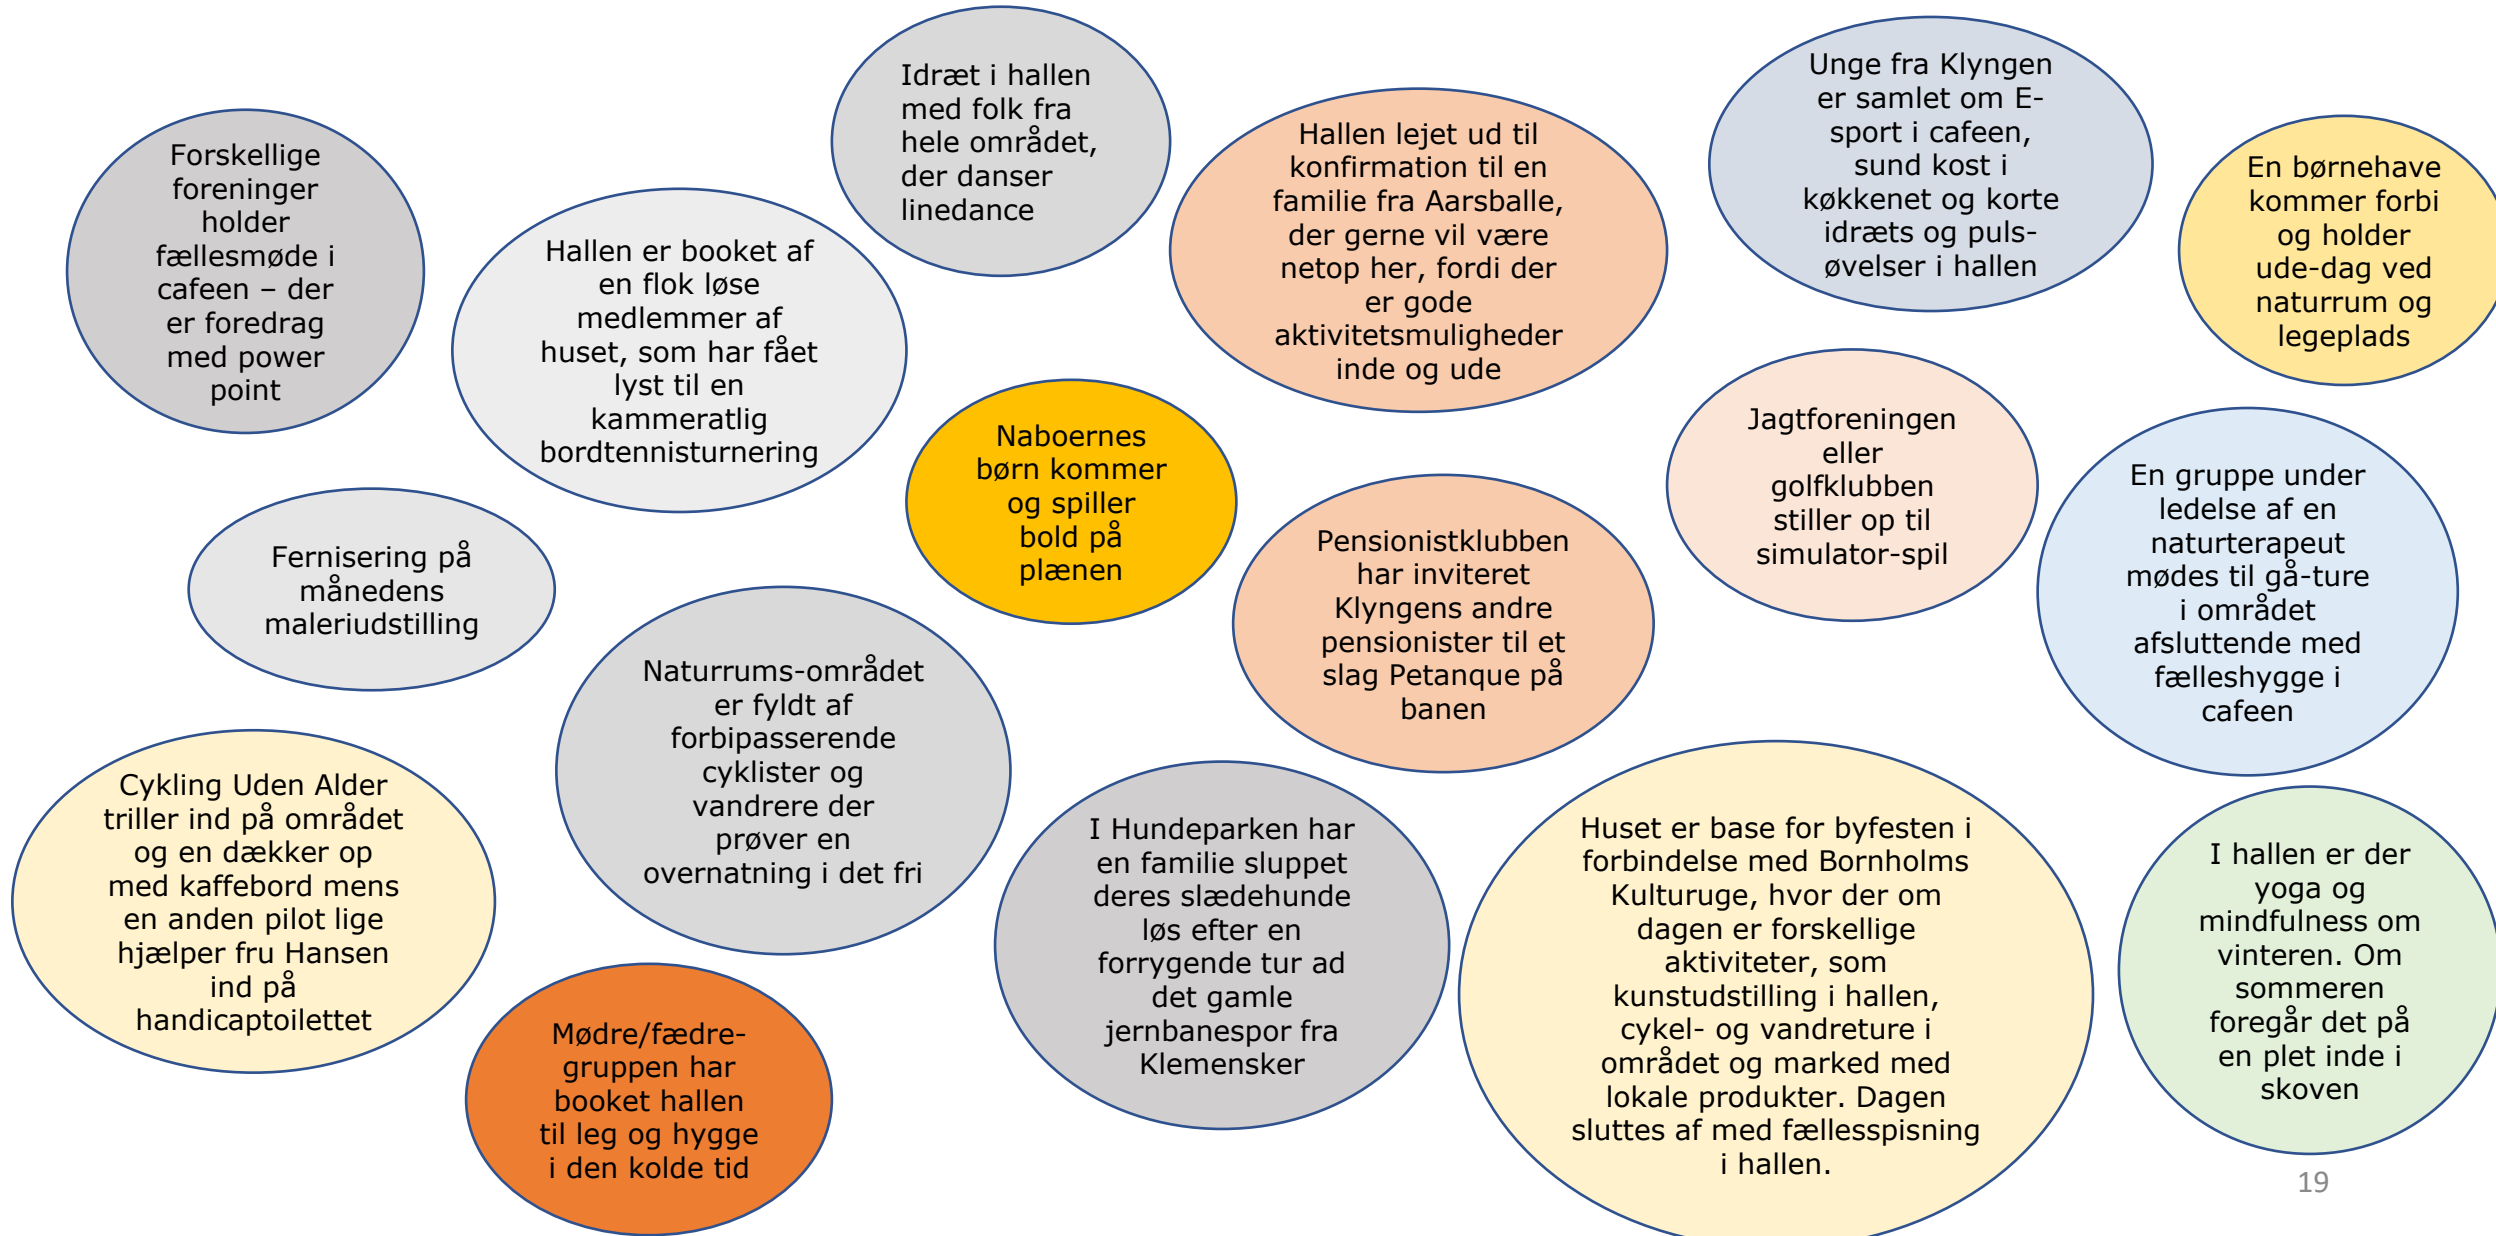 Forskellige
foreninger
holder
fællesmøde i
cafeen – der
er foredrag
med power
point
Hallen er booket af
en flok løse
medlemmer af
huset, som har fået
lyst til en
kammeratlig
bordtennisturnering
Idræt i hallen
med folk fra
hele området,
der danser
linedance
Hallen lejet ud til
konfirmation til en
familie fra Aarsballe,
der gerne vil være
netop her, fordi der
er gode
aktivitetsmuligheder
inde og ude
Unge fra Klyngen
er samlet om E-
sport i cafeen,
sund kost i
køkkenet og korte
idræts og puls-
øvelser i hallen
En børnehave
kommer forbi
og holder
ude-dag ved
naturrum og
legeplads
Fernisering på
månedens
maleriudstilling
Naboernes
børn kommer
og spiller
bold på
plænen
Jagtforeningen
eller
golfklubben
stiller op til
simulator-spil
Pensionistklubben
har inviteret
Klyngens andre
pensionister til et
slag Petanque på
banen
En gruppe under
ledelse af en
naturterapeut
mødes til gå-ture
i området
afsluttende med
fælleshygge i
cafeen
Naturrums-området
er fyldt af
forbipasserende
cyklister og
vandrere der
prøver en
overnatning i det fri
Cykling Uden Alder
triller ind på området
og en dækker op
med kaffebord mens
en anden pilot lige
hjælper fru Hansen
ind på
handicaptoilettet
Mødre/fædre-
gruppen har
booket hallen
til leg og hygge
i den kolde tid
I Hundeparken har
en familie sluppet
deres slædehunde
løs efter en
forrygende tur ad
det gamle
jernbanespor fra
Klemensker
Huset er base for byfesten i
forbindelse med Bornholms
Kulturuge, hvor der om
dagen er forskellige
aktiviteter, som
kunstudstilling i hallen,
cykel- og vandreture i
området og marked med
lokale produkter. Dagen
sluttes af med fællesspisning
i hallen.
I hallen er der
yoga og
mindfulness om
vinteren. Om
sommeren
foregår det på
en plet inde i
skoven
19